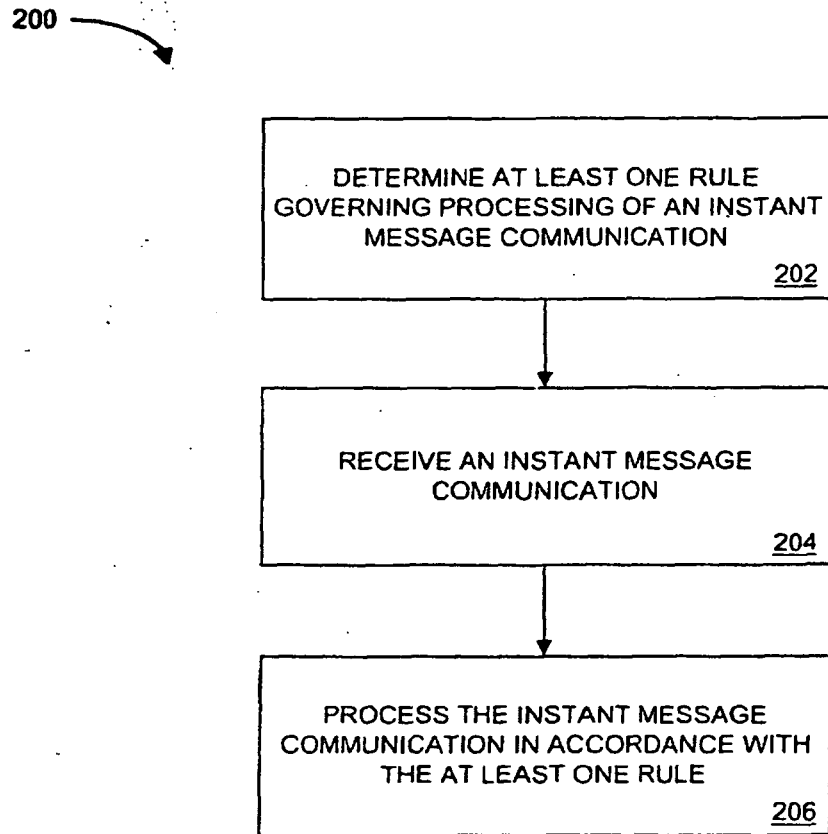 200
DETERMINE AT LEAST ONE RULE
GOVERNING PROCESSING OF AN INSTANT
MESSAGE COMMUNICATION
202
RECEIVE AN INSTANT MESSAGE
COMMUNICATION
204
PROCESS THE INSTANT MESSAGE
COMMUNICATION IN ACCORDANCE WITH
THE AT LEAST ONE RULE
206